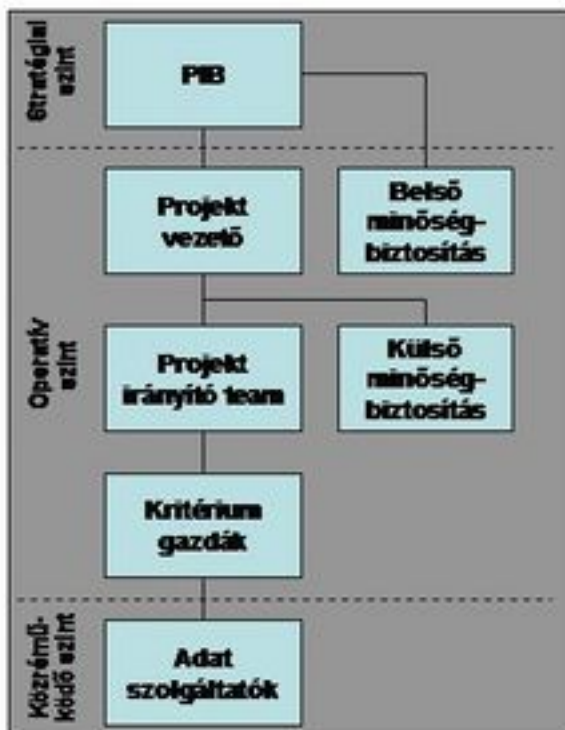 Stratégiai
szint
PIB
Projekt
vezető
Belső
minőség-
biztosítás
Operatív
szint
Projekt
irányító team
Külső
minőség-
biztosítás
Kritérium
gazdák
Közremű-
ködő szint
Adat
szolgáltatók